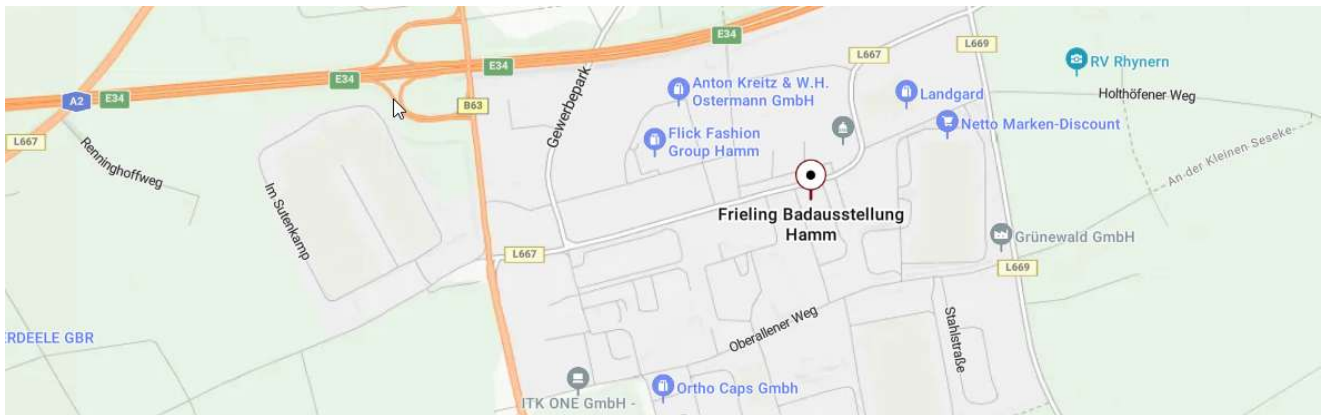 E34
L667
L669
RV Rhynern
E34
E34
Anton Kreitz & W.H.
Ostermann GmbH
Landgard
Holthöfener Weg
A2
E34
B63
Gewerbepark
Flick Fashion
Group Hamm
Netto Marken-Discount
L667
Renninghoffweg
An der Kleinen Seseke
Im Sutenkamp
Frieling Badausstellung
Hamm
Grünewald GmbH
L667
L669
ERDEELE GBR
Oberallener Weg
Stahlstraße
Ortho Caps Gmbh
ITK ONE GmbH -